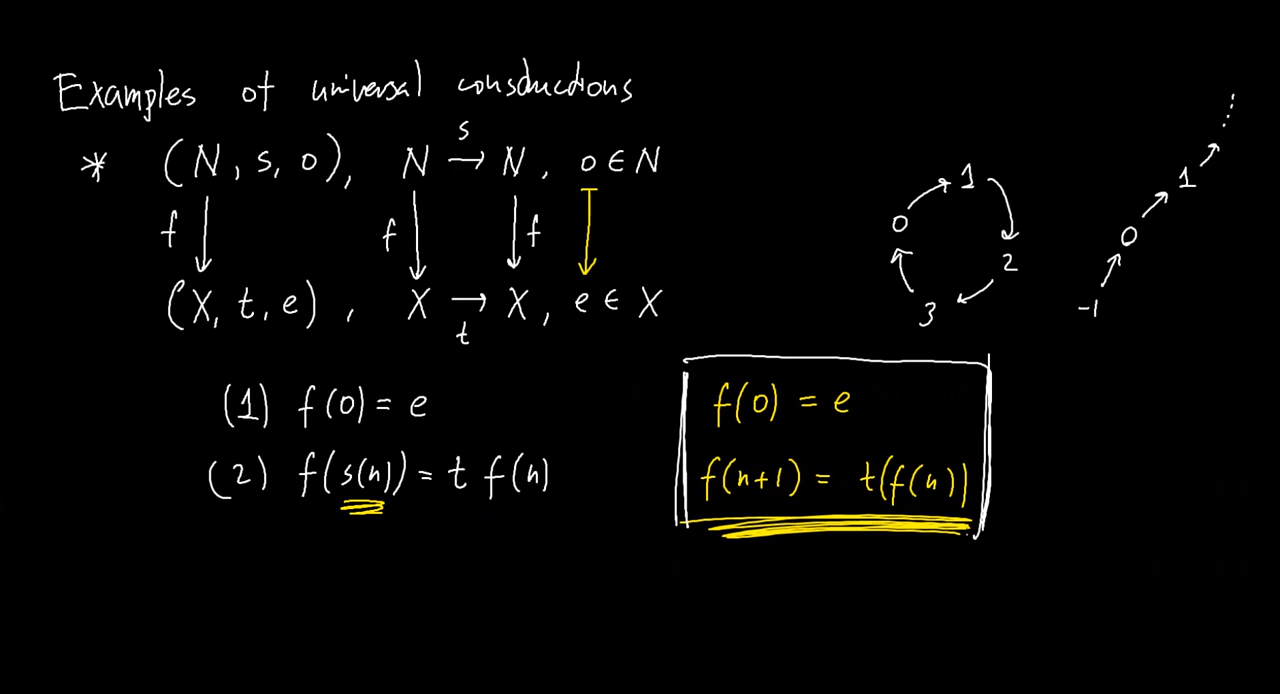 Examples of universal constructions
* (N, s, 0), N →s N, 0 ∈ N
f ↓ f ↓ ↓ f ↓
(X, t, e), X →t X, e ∈ X
(1) f(0) = e
(2) f(s(n)) = t f(n)
f(0) = e
f(n+1) = t(f(n))
0 → 1 → 2 → 3 →
-1 → 0 → 1 → ⋯